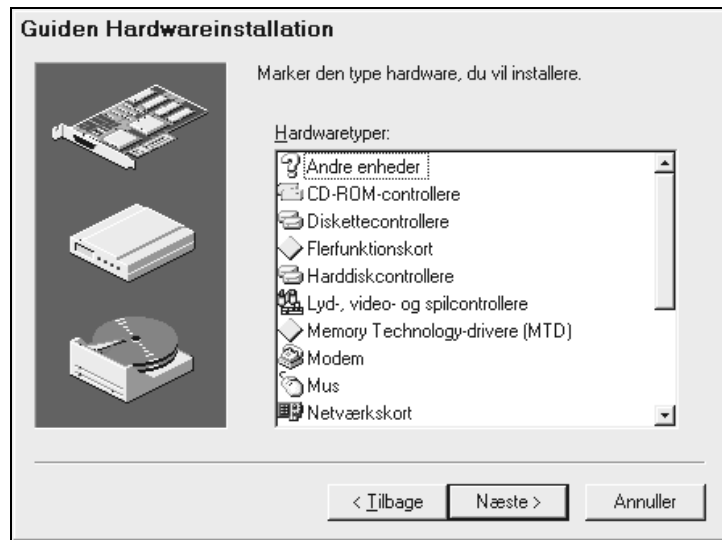 Guiden Hardwareinstallation
Marker den type hardware, du vil installere.
Hardwaretyper:
Andre enheder
CD-ROM-controllere
Diskettecontrollere
Flerfunktionskort
Harddiskcontrollere
Lyd-, video- og spilcontrollere
Memory Technology-drivere (MTD)
Modem
Mus
Netværkskort
< Tilbage Næste > Annuller